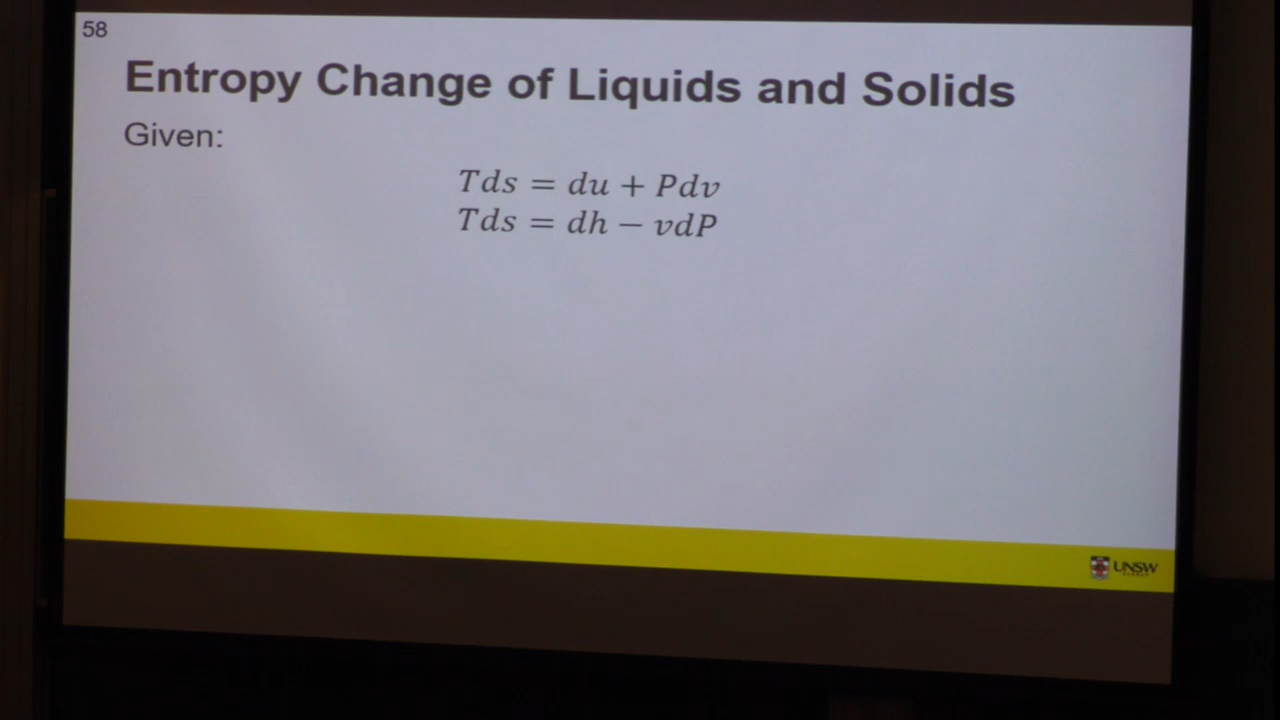 58
Entropy Change of Liquids and Solids
Given:
Tds = du + Pdv
Tds = dh − vdP
UNSW